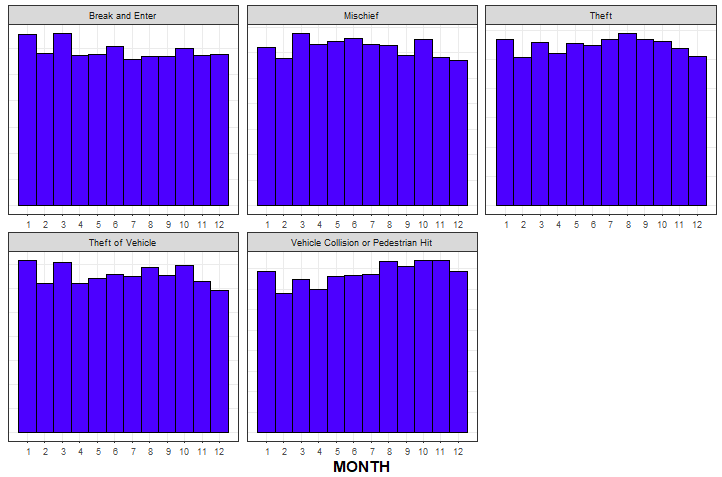 Break and Enter
Mischief
Theft
1 2 3 4 5 6 7 8 9 10 11 12
1 2 3 4 5 6 7 8 9 10 11 12
1 2 3 4 5 6 7 8 9 10 11 12
Theft of Vehicle
Vehicle Collision or Pedestrian Hit
1 2 3 4 5 6 7 8 9 10 11 12
1 2 3 4 5 6 7 8 9 10 11 12
MONTH